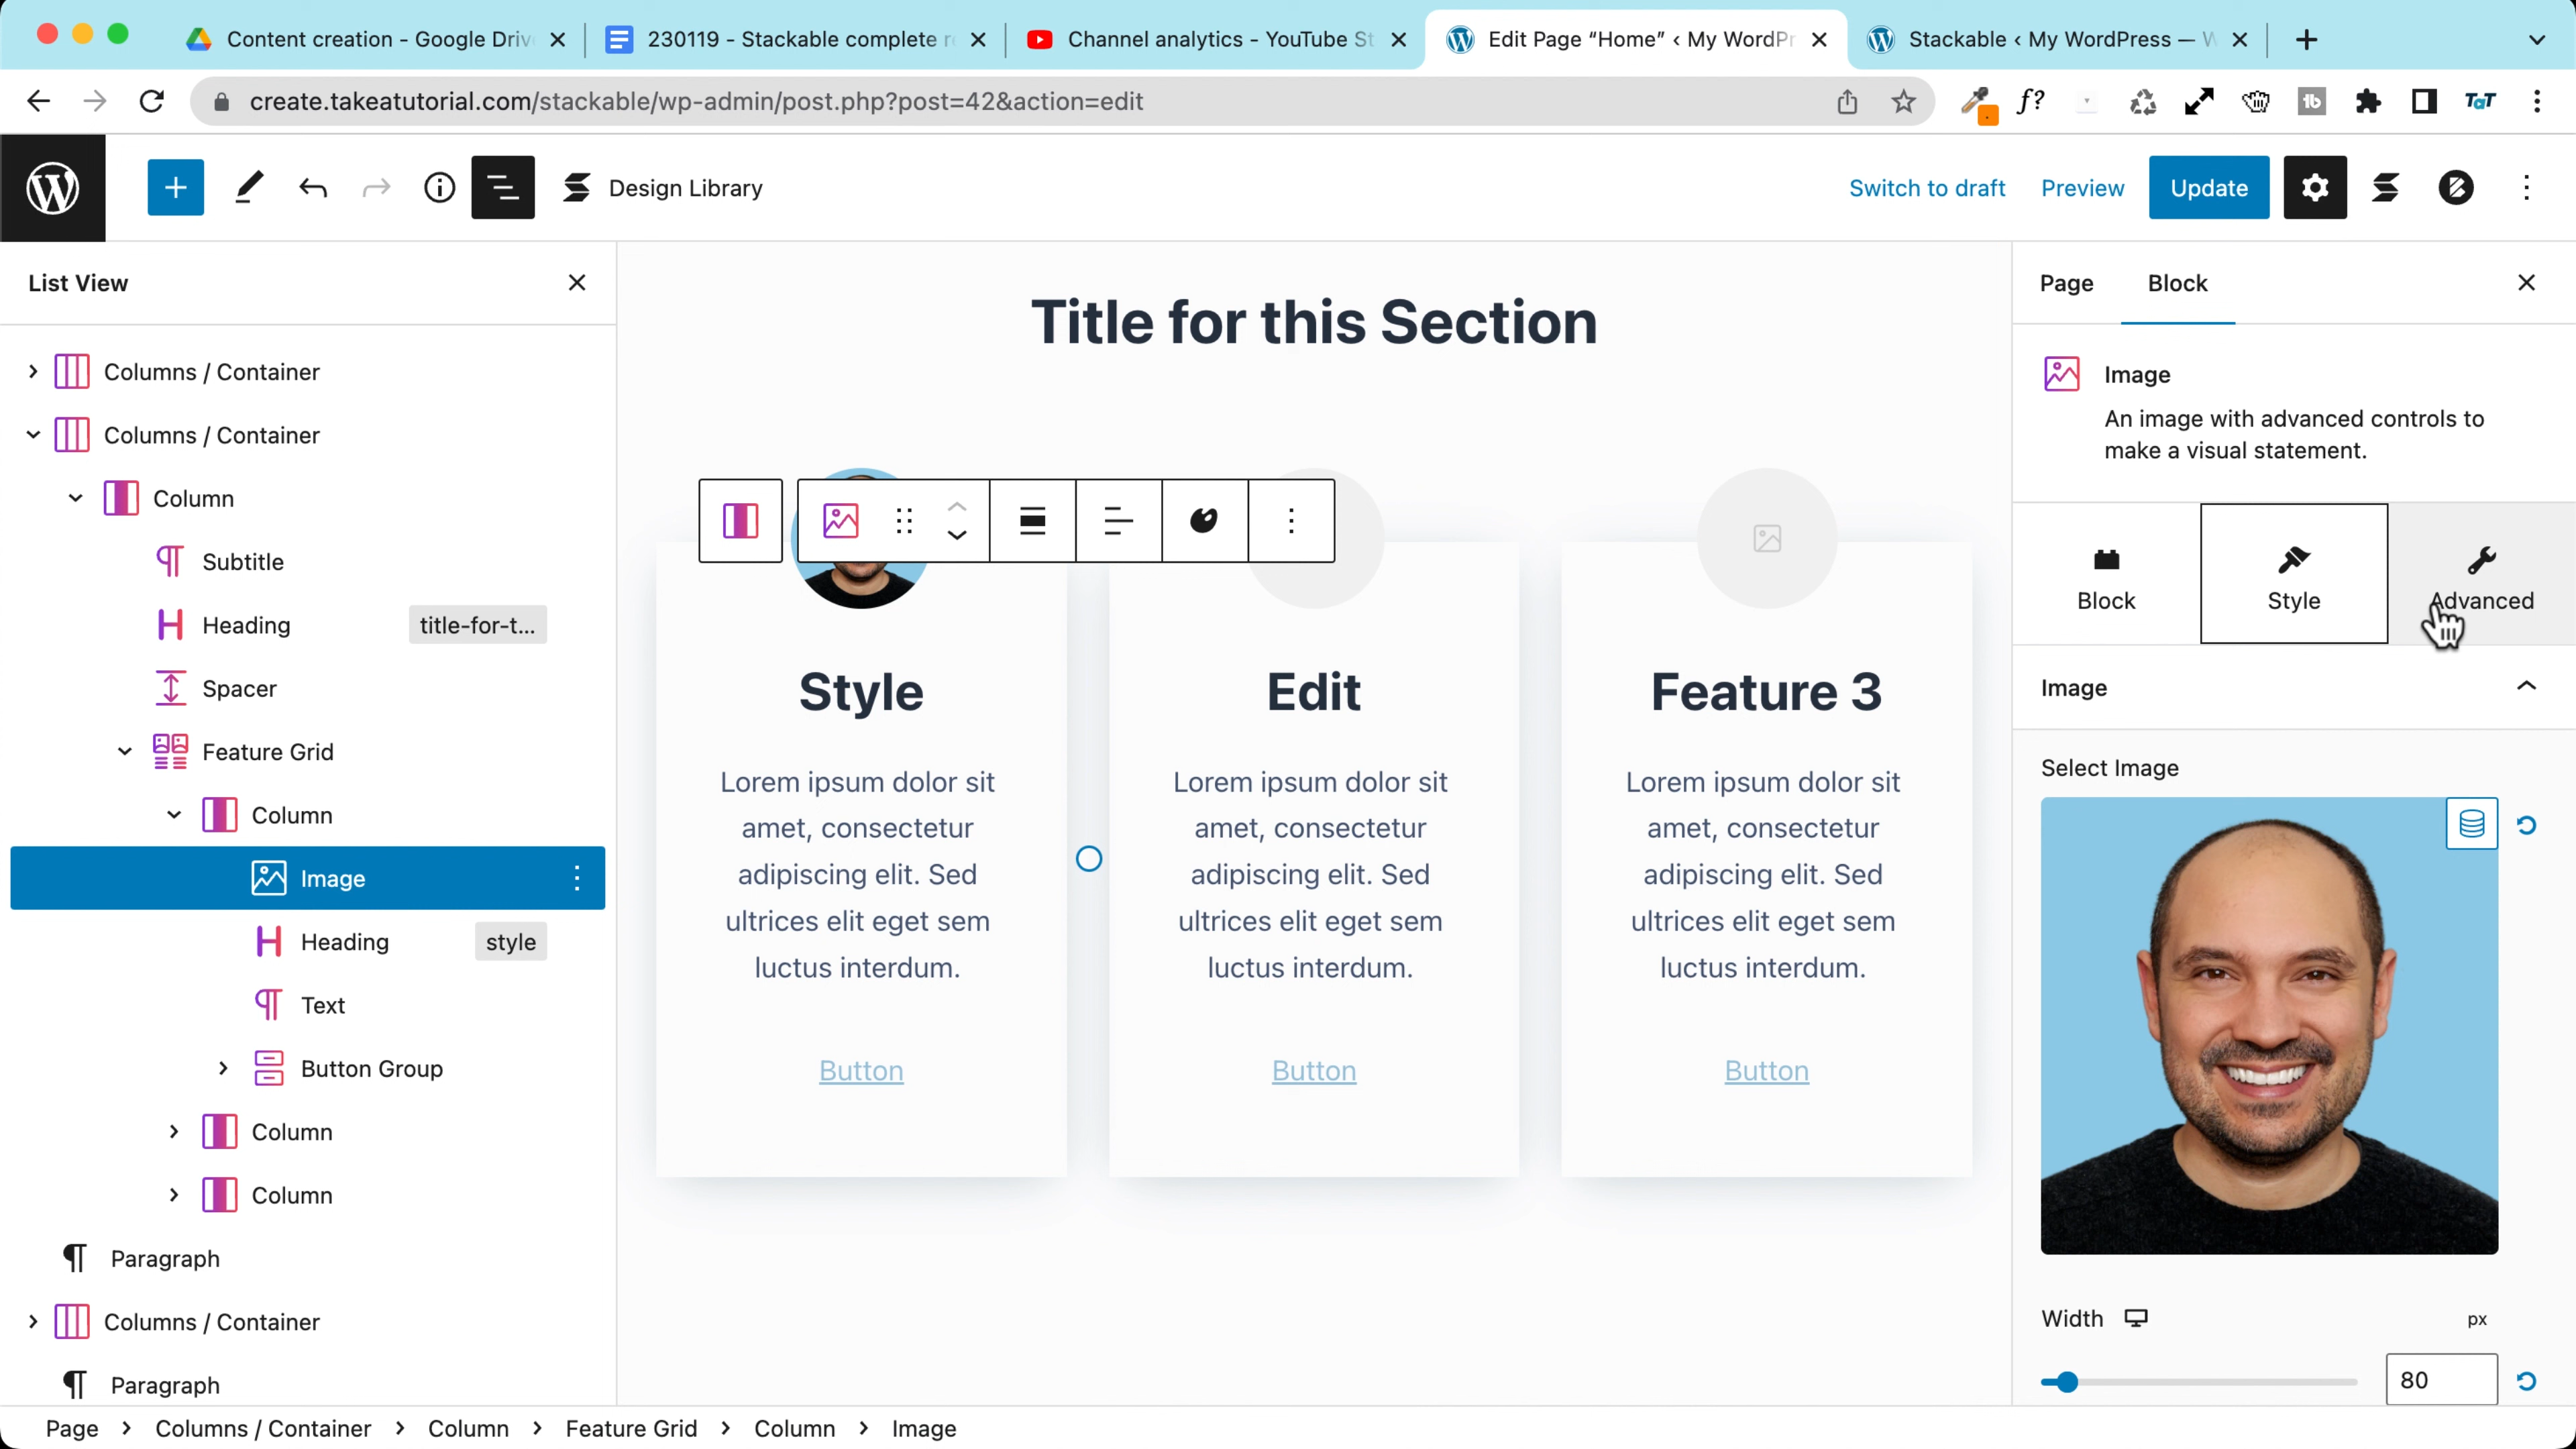 Content creation - Google Driv
230119 - Stackable complete r
Channel analytics - YouTube St
Edit Page “Home” ‹ My WordPr
Stackable ‹ My WordPress — W
create.takeatutorial.com/stackable/wp-admin/post.php?post=42&action=edit
f?
tb
TaT
Design Library
Switch to draft
Preview
Update
List View
Columns / Container
Columns / Container
Column
Subtitle
Heading
title-for-t...
Spacer
Feature Grid
Column
Image
Heading
style
Text
Button Group
Column
Column
Paragraph
Columns / Container
Paragraph
Title for this Section
Style
Lorem ipsum dolor sit
amet, consectetur
adipiscing elit. Sed
ultrices elit eget sem
luctus interdum.
Button
Edit
Lorem ipsum dolor sit
amet, consectetur
adipiscing elit. Sed
ultrices elit eget sem
luctus interdum.
Button
Feature 3
Lorem ipsum dolor sit
amet, consectetur
adipiscing elit. Sed
ultrices elit eget sem
luctus interdum.
Button
Page
Block
Image
An image with advanced controls to
make a visual statement.
Block
Style
Advanced
Image
Select Image
Width
px
80
Page › Columns / Container › Column › Feature Grid › Column › Image